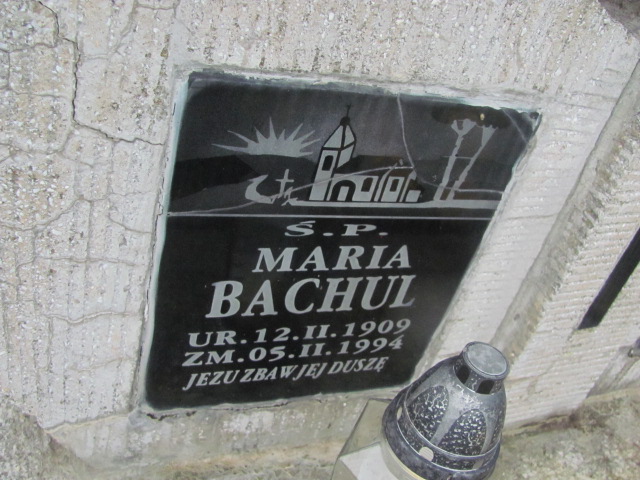 Ś.P.
MARIA
BACHUL
UR. 12.II.1909
ZM. 05.II.1994
JEZU ZBAW JEJ DUSZĘ